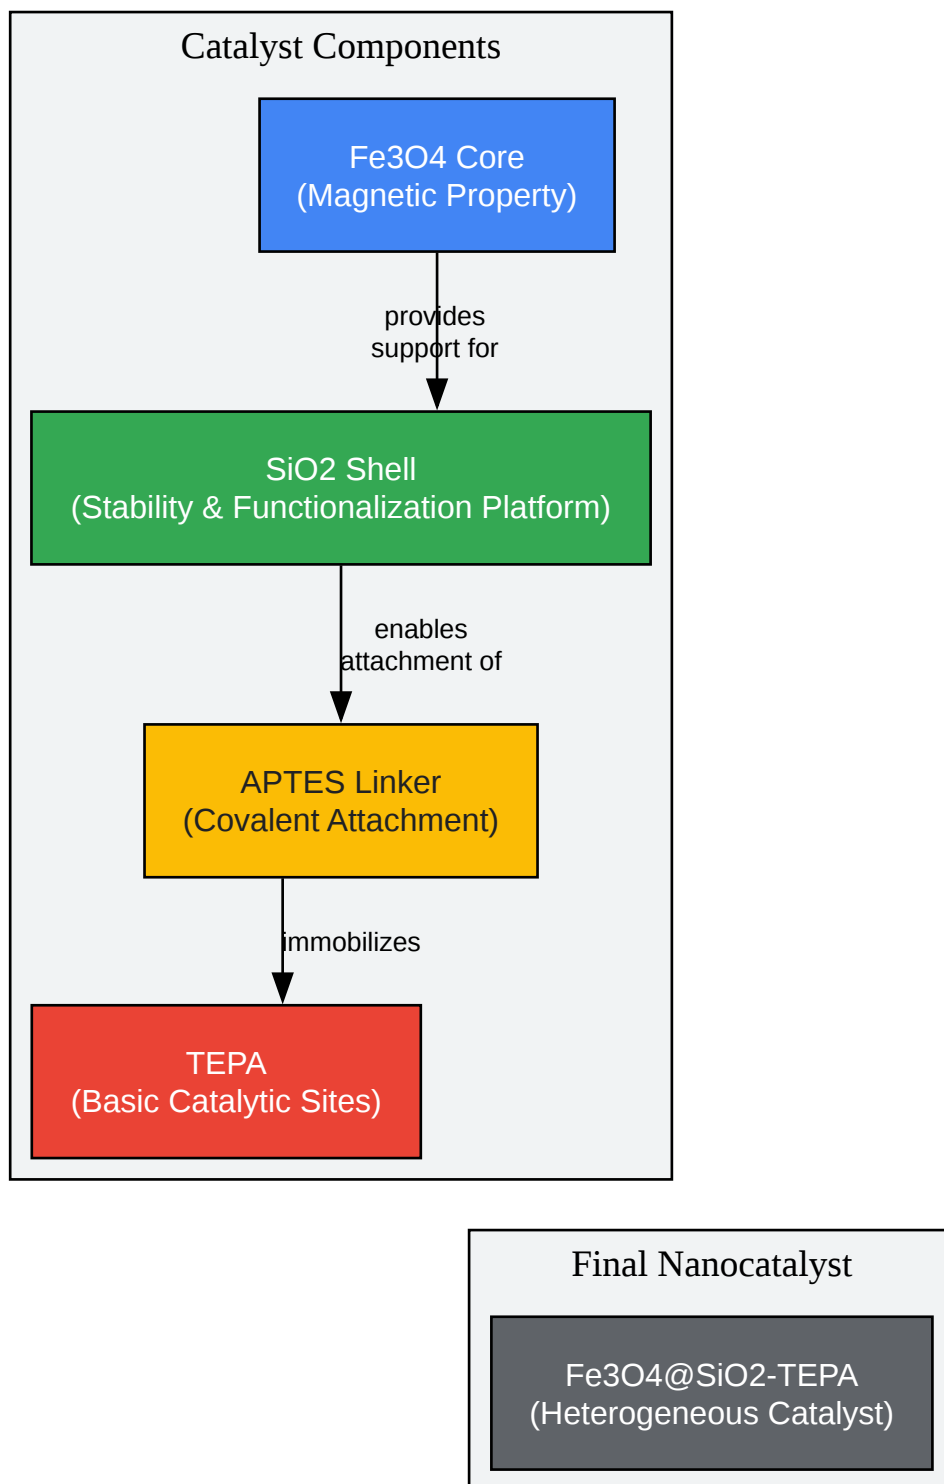 Catalyst Components
Fe3O4 Core
(Magnetic Property)
provides
support for
SiO2 Shell
(Stability & Functionalization Platform)
enables
attachment of
APTES Linker
(Covalent Attachment)
immobilizes
TEPA
(Basic Catalytic Sites)
Final Nanocatalyst
Fe3O4@SiO2-TEPA
(Heterogeneous Catalyst)